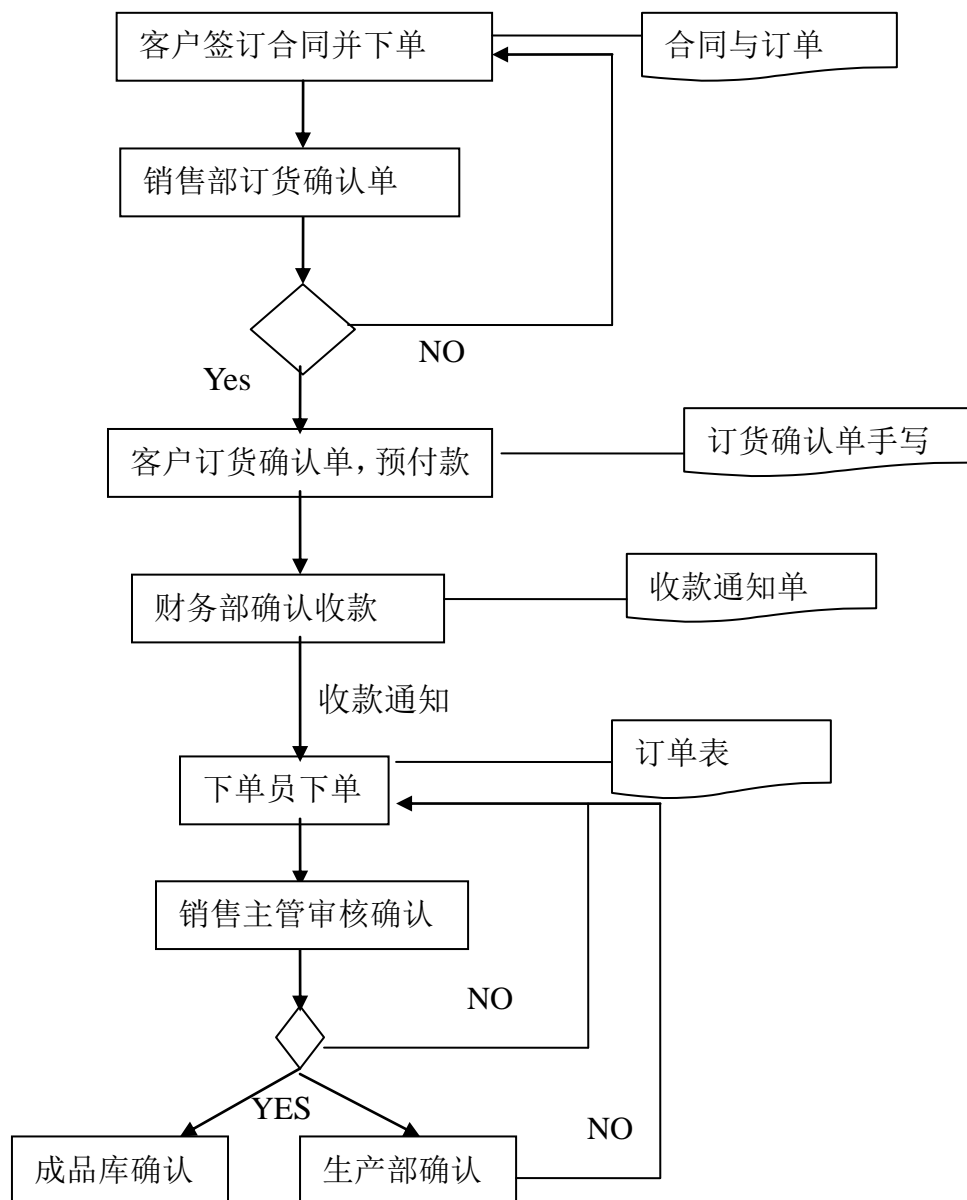 客户签订合同并下单
合同与订单
销售部订货确认单
NO
Yes
订货确认单手写
客户订货确认单，预付款
收款通知单
财务部确认收款
收款通知
订单表
下单员下单
销售主管审核确认
NO
YES
NO
成品库确认
生产部确认